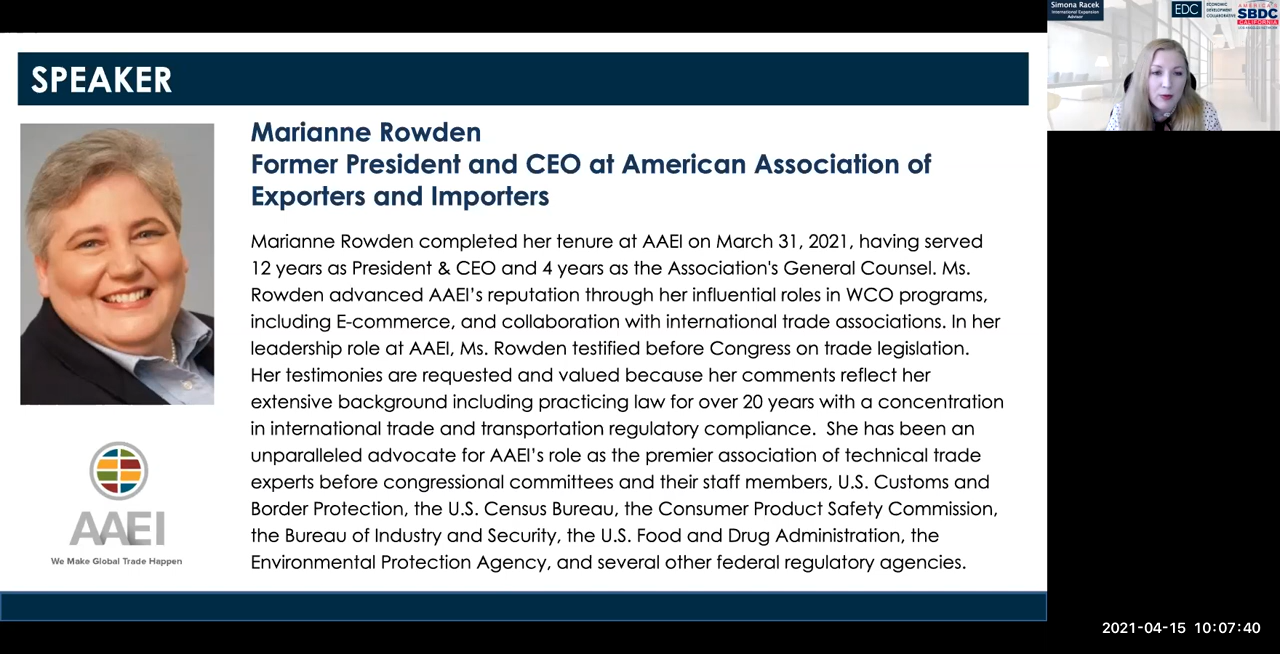 Simona Racek
International Expansion
Advisor
EDC
ECONOMIC
DEVELOPMENT
COLLABORATIVE
AMERICA'S
SBDC
CALIFORNIA
SPEAKER
Marianne Rowden
Former President and CEO at American Association of
Exporters and Importers
Marianne Rowden completed her tenure at AAEI on March 31, 2021, having served
12 years as President & CEO and 4 years as the Association's General Counsel. Ms.
Rowden advanced AAEI’s reputation through her influential roles in WCO programs,
including E-commerce, and collaboration with international trade associations. In her
leadership role at AAEI, Ms. Rowden testified before Congress on trade legislation.
Her testimonies are requested and valued because her comments reflect her
extensive background including practicing law for over 20 years with a concentration
in international trade and transportation regulatory compliance.  She has been an
unparalleled advocate for AAEI’s role as the premier association of technical trade
experts before congressional committees and their staff members, U.S. Customs and
Border Protection, the U.S. Census Bureau, the Consumer Product Safety Commission,
the Bureau of Industry and Security, the U.S. Food and Drug Administration, the
Environmental Protection Agency, and several other federal regulatory agencies.
AAEI
We Make Global Trade Happen
2021-04-15 10:07:40